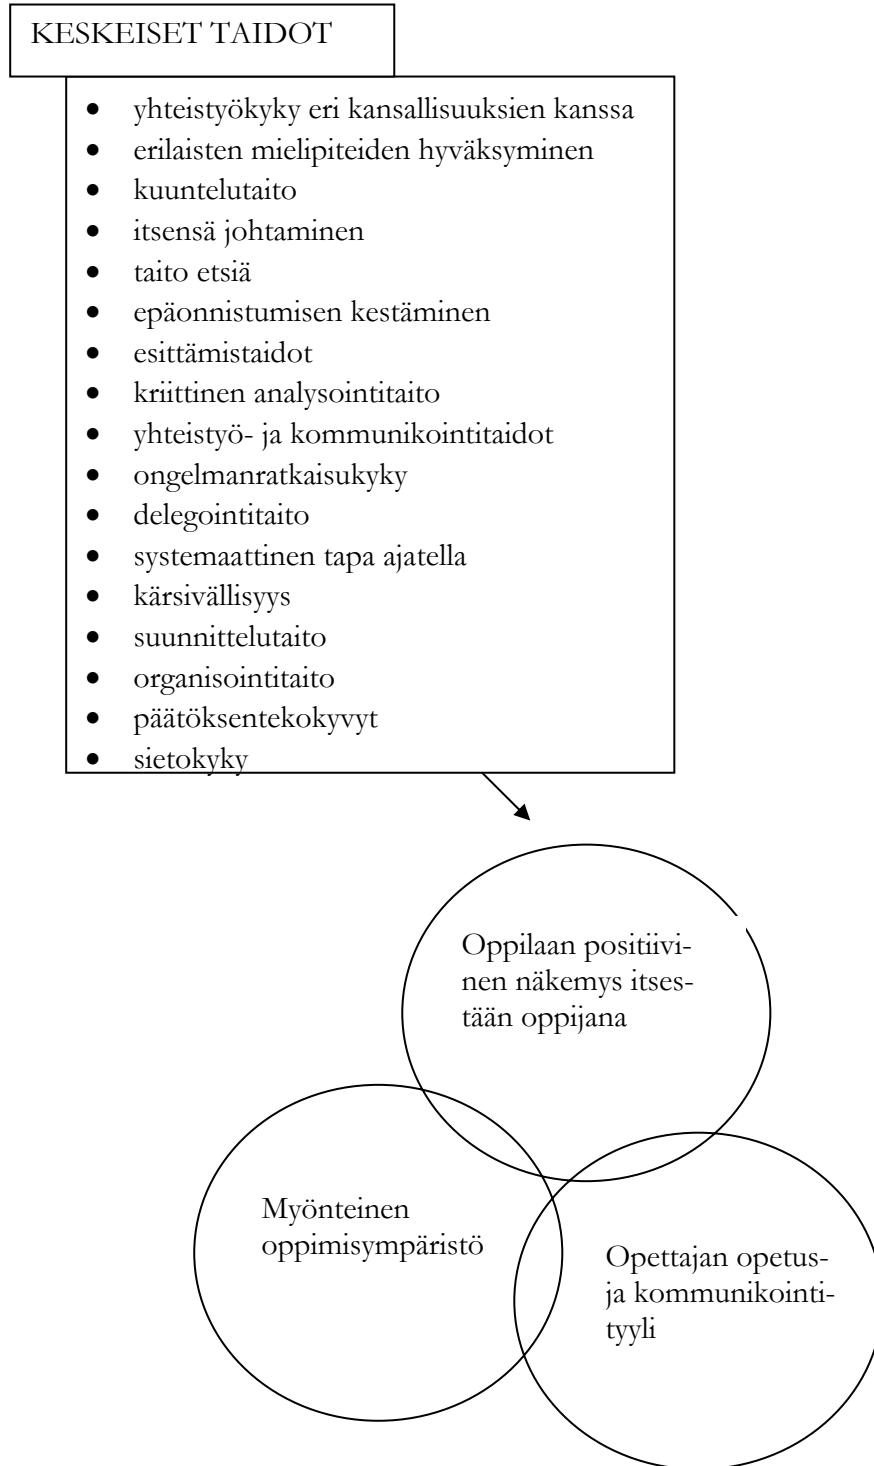 KESKEISET TAIDOT
• yhteistyökyky eri kansallisuuksien kanssa
• erilaisten mielipiteiden hyväksyminen
• kuuntelutaito
• itsensä johtaminen
• taito etsiä
• epäonnistumisen kestäminen
• esittämistaidot
• kriittinen analysointitaito
• yhteistyö- ja kommunikointitaidot
• ongelmanratkaisukyky
• delegointitaito
• systemaattinen tapa ajatella
• kärsivällisyys
• suunnittelutaito
• organisointitaito
• päätöksentekokyvyt
• sietokyky
Oppilaan positiivi-
nen näkemys itses-
tään oppijana
Myönteinen
oppimisympäristö
Opettajan opetus-
ja kommunikointi-
tyyli